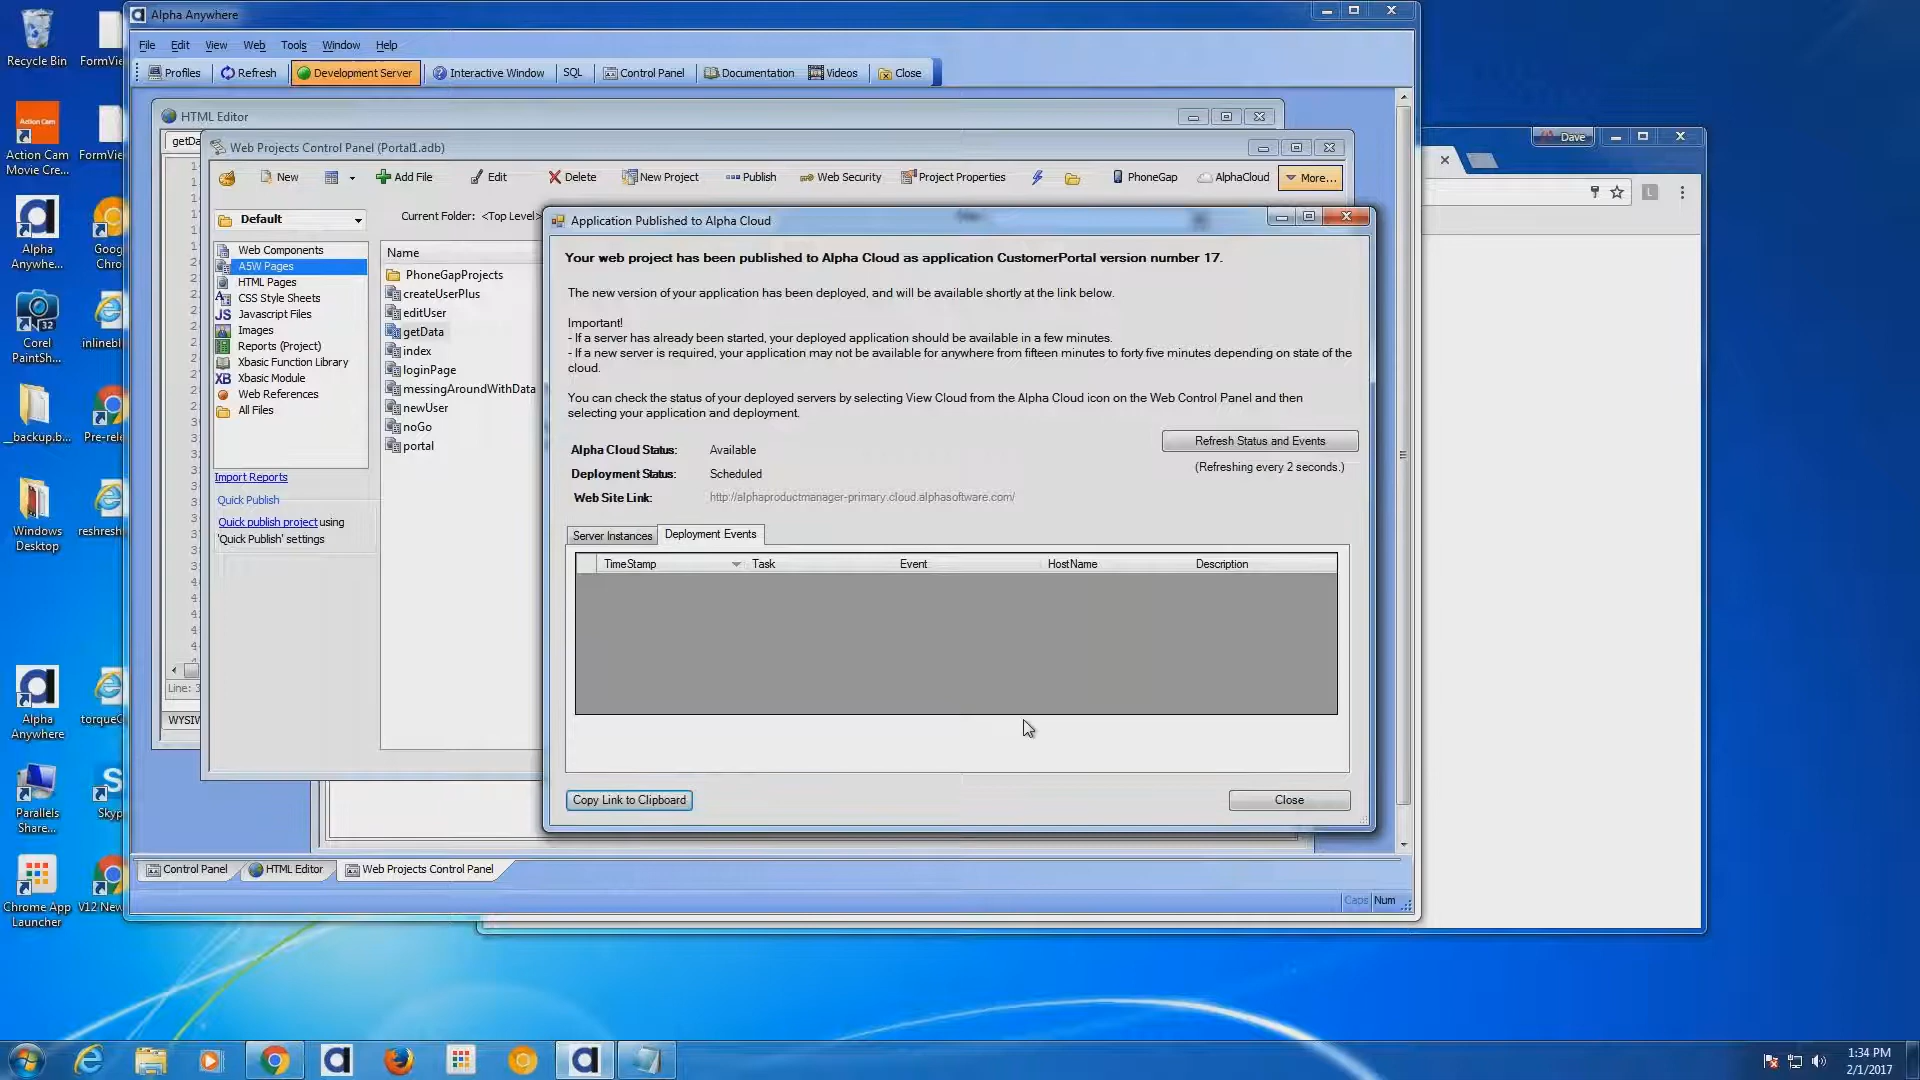 Recycle Bin
FormVie
Action Cam
Action Cam
Movie Cre...
FormVie
Alpha
Anywhe...
Goog
Chro
32
Corel
PaintSh...
inlinebl
__backup.b...
Pre-rele
Windows
Desktop
reshresh
Alpha
Anywhere
torqueC
Parallels
Share...
Skyp
Chrome App
Launcher
V12 New
Alpha Anywhere
File Edit View Web Tools Window Help
Profiles Refresh Development Server Interactive Window SQL Control Panel Documentation Videos Close
HTML Editor
getDa
Line: 3
WYSIW
Web Projects Control Panel (Portal1.adb)
New Add File Edit Delete New Project Publish Web Security Project Properties PhoneGap AlphaCloud More...
Default
Current Folder: <Top Level>
Web Components
A5W Pages
HTML Pages
CSS Style Sheets
JS Javascript Files
Images
Reports (Project)
Xbasic Function Library
XB Xbasic Module
Web References
All Files
Import Reports
Quick Publish
Quick publish project using
'Quick Publish' settings
Name
PhoneGapProjects
createUserPlus
editUser
getData
index
loginPage
messingAroundWithData
newUser
noGo
portal
Application Published to Alpha Cloud
Your web project has been published to Alpha Cloud as application CustomerPortal version number 17.
The new version of your application has been deployed, and will be available shortly at the link below.
Important!
- If a server has already been started, your deployed application should be available in a few minutes.
- If a new server is required, your application may not be available for anywhere from fifteen minutes to forty five minutes depending on state of the
cloud.
You can check the status of your deployed servers by selecting View Cloud from the Alpha Cloud icon on the Web Control Panel and then
selecting your application and deployment.
Alpha Cloud Status: Available
Refresh Status and Events
Deployment Status: Scheduled
(Refreshing every 2 seconds.)
Web Site Link: http://alphaproductmanager-primary.cloud.alphasoftware.com/
Server Instances Deployment Events
TimeStamp Task Event HostName Description
Copy Link to Clipboard Close
Control Panel HTML Editor Web Projects Control Panel
Caps Num
Dave
L
1:34 PM
2/1/2017